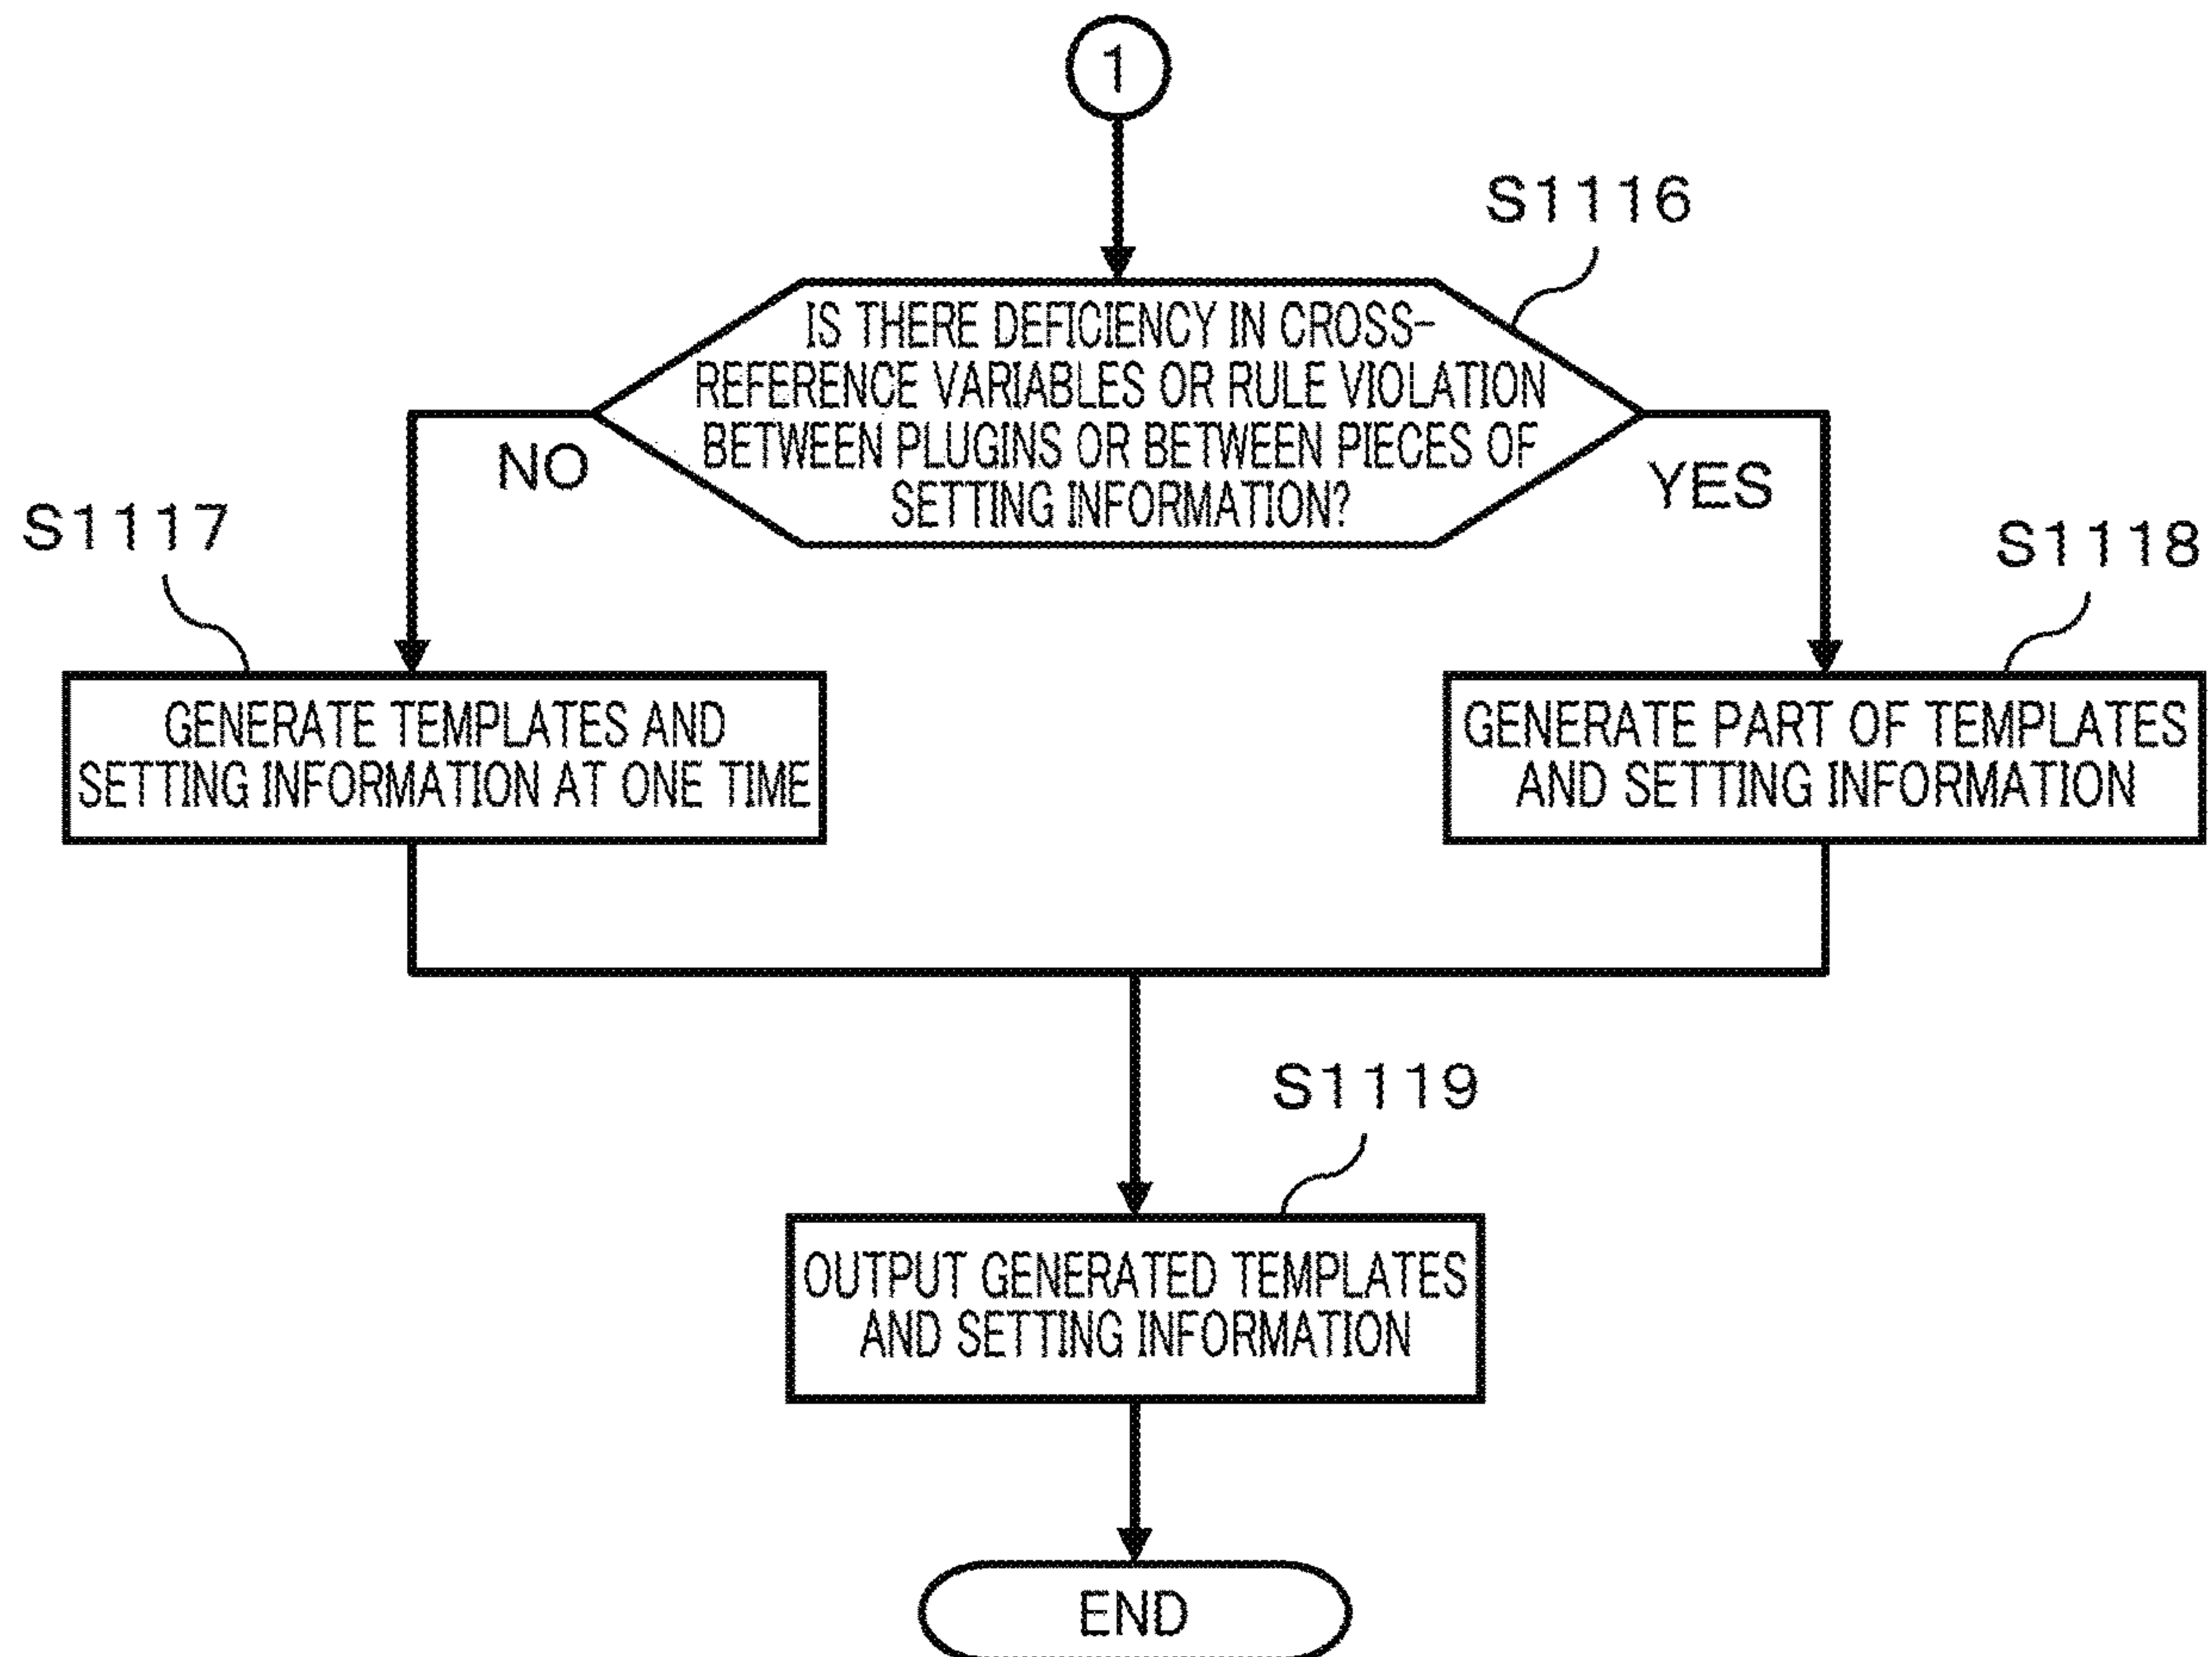 1
S1116
IS THERE DEFICIENCY IN CROSS-
REFERENCE VARIABLES OR RULE VIOLATION
BETWEEN PLUGINS OR BETWEEN PIECES OF
SETTING INFORMATION?
NO
YES
S1117
S1118
GENERATE TEMPLATES AND
SETTING INFORMATION AT ONE TIME
GENERATE PART OF TEMPLATES
AND SETTING INFORMATION
S1119
OUTPUT GENERATED TEMPLATES
AND SETTING INFORMATION
END